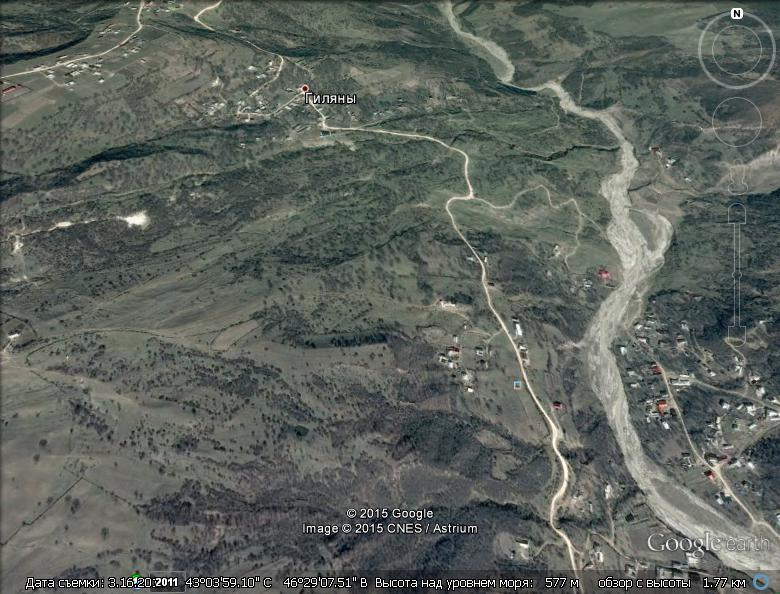 N
Гиляны
© 2015 Google
Image © 2015 CNES / Astrium
Google earth
Дата съемки: 3.16.20 2011 43°03'59.10" С 46°29'07.51" В Высота над уровнем моря: 577 м обзор с высоты 1.77 км